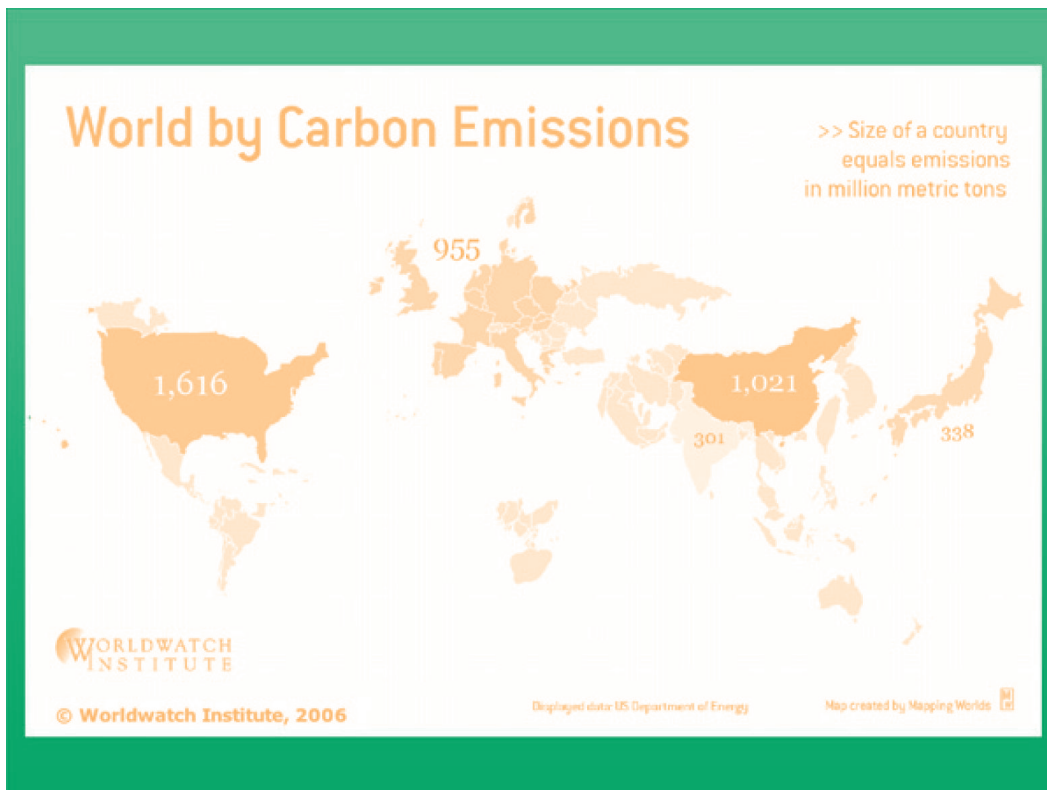 World by Carbon Emissions
>> Size of a country
equals emissions
in million metric tons
955
1,616
1,021
301
338
WORLDWATCH
INSTITUTE
© Worldwatch Institute, 2006
Displayed data: US Department of Energy
Map created by Mapping Worlds